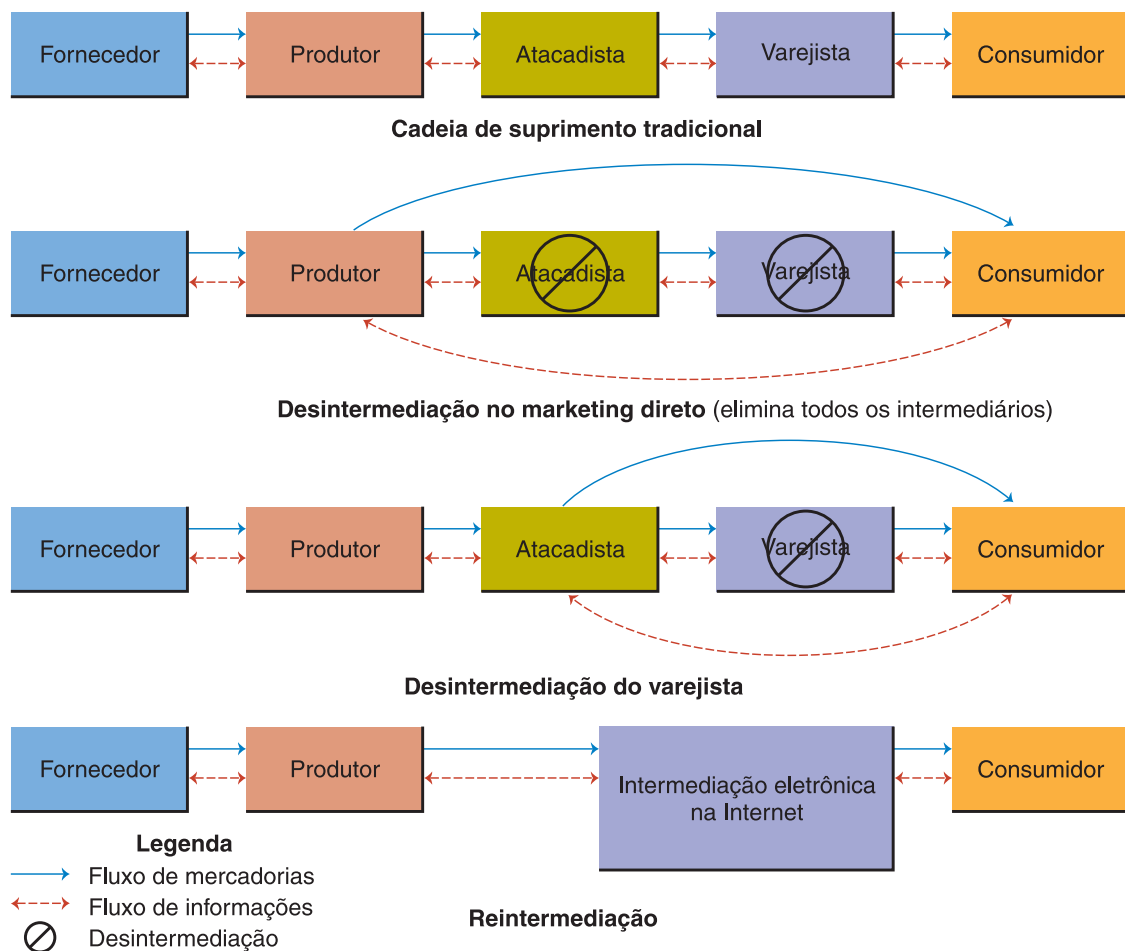 Fornecedor
Produtor
Atacadista
Varejista
Consumidor
Cadeia de suprimento tradicional
Fornecedor
Produtor
Atacadista
Varejista
Consumidor
Desintermediação no marketing direto (elimina todos os intermediários)
Fornecedor
Produtor
Atacadista
Varejista
Consumidor
Desintermediação do varejista
Fornecedor
Produtor
Intermediação eletrônica
na Internet
Consumidor
Legenda
Fluxo de mercadorias
Fluxo de informações
Desintermediação
Reintermediação